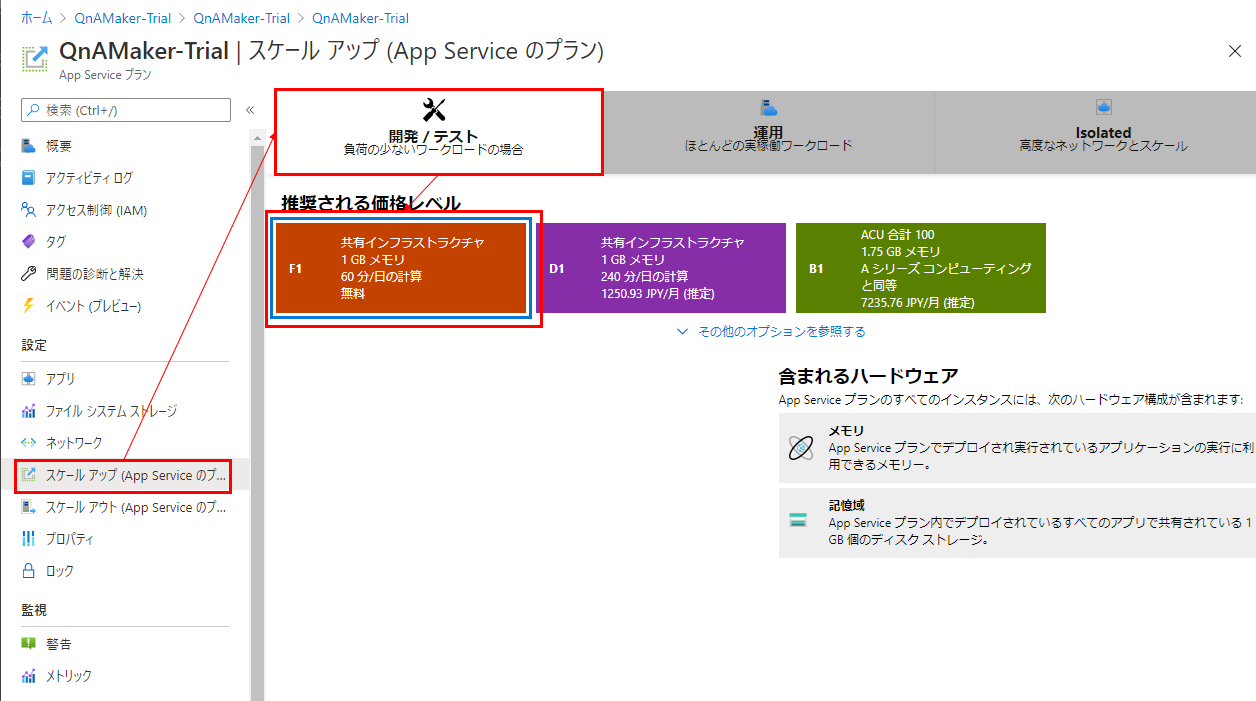 ホーム > QnAMaker-Trial > QnAMaker-Trial > QnAMaker-Trial
QnAMaker-Trial | スケール アップ (App Service のプラン)
App Service プラン
検索 (Ctrl+/)
概要
アクティビティ ログ
アクセス制御 (IAM)
タグ
問題の診断と解決
イベント (プレビュー)
設定
アプリ
ファイル システム ストレージ
ネットワーク
スケール アップ (App Service のプ...
スケール アウト (App Service のプ...
プロパティ
ロック
監視
警告
メトリック
開発 / テスト
負荷の少ないワークロードの場合
運用
ほとんどの実稼働ワークロード
Isolated
高度なネットワークとスケール
推奨される価格レベル
F1
共有インフラストラクチャ
1 GB メモリ
60 分/日の計算
無料
D1
共有インフラストラクチャ
1 GB メモリ
240 分/日の計算
1250.93 JPY/月 (推定)
B1
ACU 合計 100
1.75 GB メモリ
A シリーズ コンピューティング
と同等
7235.76 JPY/月 (推定)
その他のオプションを参照する
含まれるハードウェア
App Service プランのすべてのインスタンスには、次のハードウェア構成が含まれます:
メモリ
App Service プランでデプロイされ実行されているアプリケーションの実行に利
用できるメモリー。
記憶域
App Service プラン内でデプロイされているすべてのアプリで共有されている 1
GB 個のディスク ストレージ。